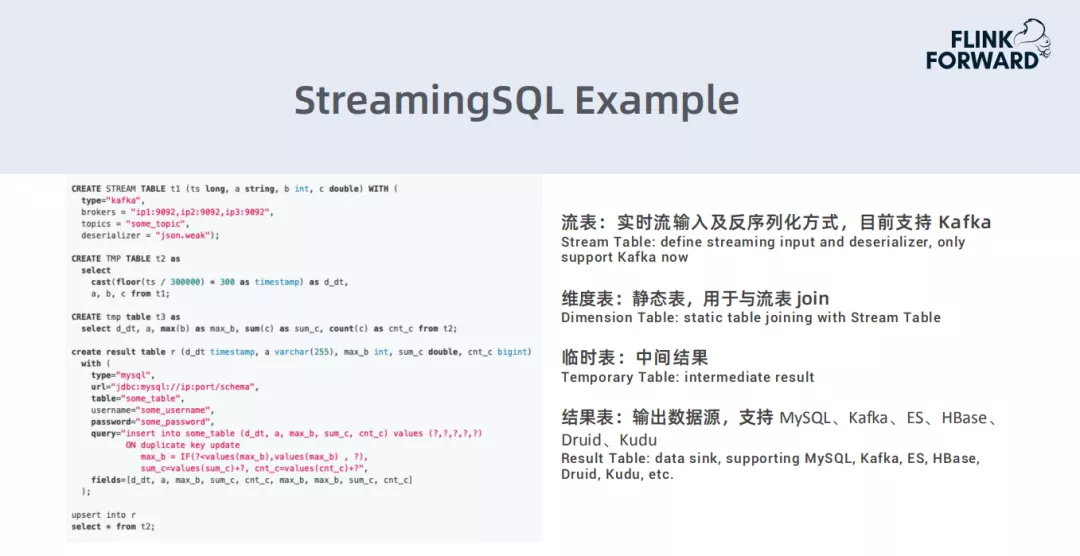 FLINK
FORWARD
StreamingSQL Example
CREATE STREAM TABLE t1 (ts long, a string, b int, c double) WITH (
type="kafka",
brokers = "ip1:9092,ip2:9092,ip3:9092",
topics = "some_topic",
deserializer = "json.weak");
CREATE TMP TABLE t2 as
select
cast(floor(ts / 300000) * 300 as timestamp) as d_dt,
a, b, c from t1;
CREATE tmp table t3 as
select d_dt, a, max(b) as max_b, sum(c) as sum_c, count(c) as cnt_c from t2;
create result table r (d_dt timestamp, a varchar(255), max_b int, sum_c double, cnt_c bigint)
with (
type="mysql",
url="jdbc:mysql://ip:port/schema",
table="some_table",
username="some_username",
password="some_password",
query="insert into some_table (d_dt, a, max_b, sum_c, cnt_c) values (?,?,?,?,?)
ON duplicate key update
max_b = IF(?<values(max_b),values(max_b) , ?),
sum_c=values(sum_c)+?, cnt_c=values(cnt_c)+?",
fields=[d_dt, a, max_b, sum_c, cnt_c, max_b, max_b, sum_c, cnt_c]
);
upsert into r
select * from t2;
流表：实时流输入及反序列化方式，目前支持 Kafka
Stream Table: define streaming input and deserializer, only
support Kafka now
维度表：静态表，用于与流表 join
Dimension Table: static table joining with Stream Table
临时表：中间结果
Temporary Table: intermediate result
结果表：输出数据源，支持 MySQL、Kafka、ES、HBase、
Druid、Kudu
Result Table: data sink, supporting MySQL, Kafka, ES, HBase,
Druid, Kudu, etc.